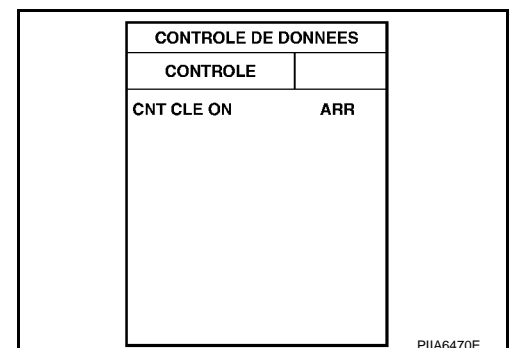 CONTROLE DE DONNEES
CONTROLE
CNT CLE ON ARR
PIIA6470E